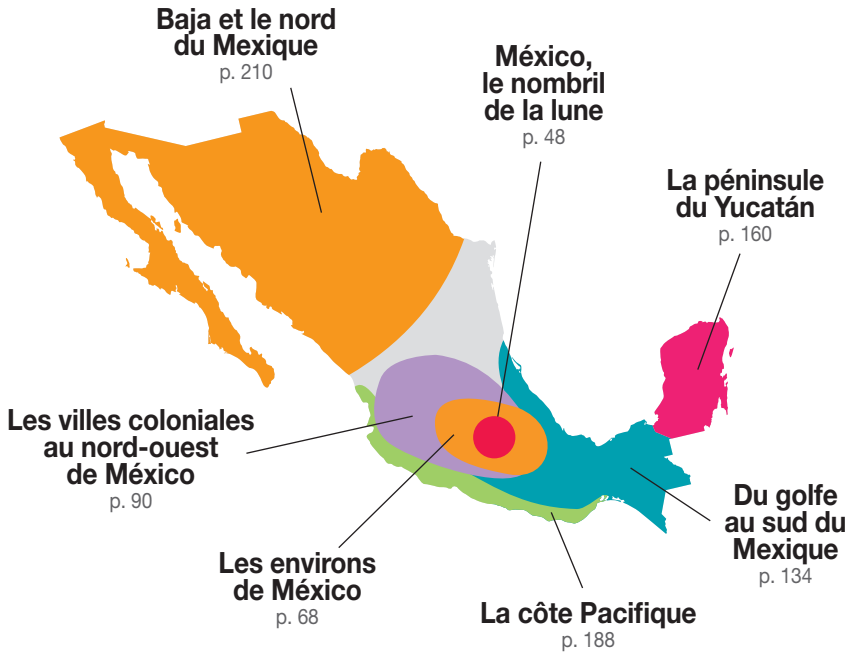 Baja et le nord
du Mexique
p. 210
México,
le nombril
de la lune
p. 48
La péninsule
du Yucatán
p. 160
Les villes coloniales
au nord-ouest
de México
p. 90
Du golfe
au sud du
Mexique
p. 134
Les environs
de México
p. 68
La côte Pacifique
p. 188